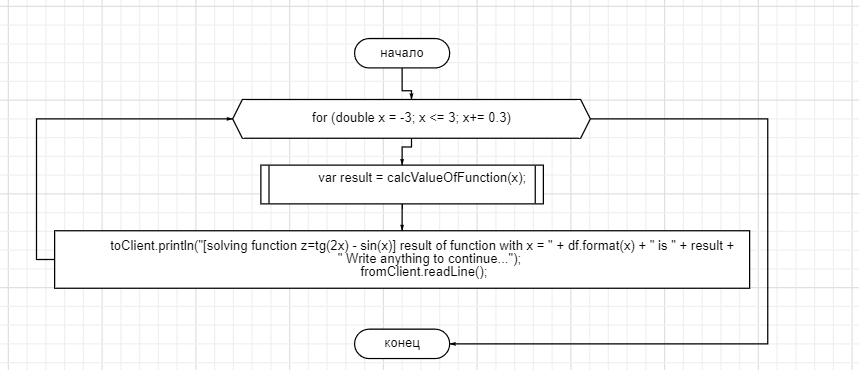 начало
for (double x = -3; x <= 3; x+= 0.3)
var result = calcValueOfFunction(x);
toClient.println("[solving function z=tg(2x) - sin(x)] result of function with x = " + df.format(x) + " is " + result +
" Write anything to continue...");
fromClient.readLine();
конец